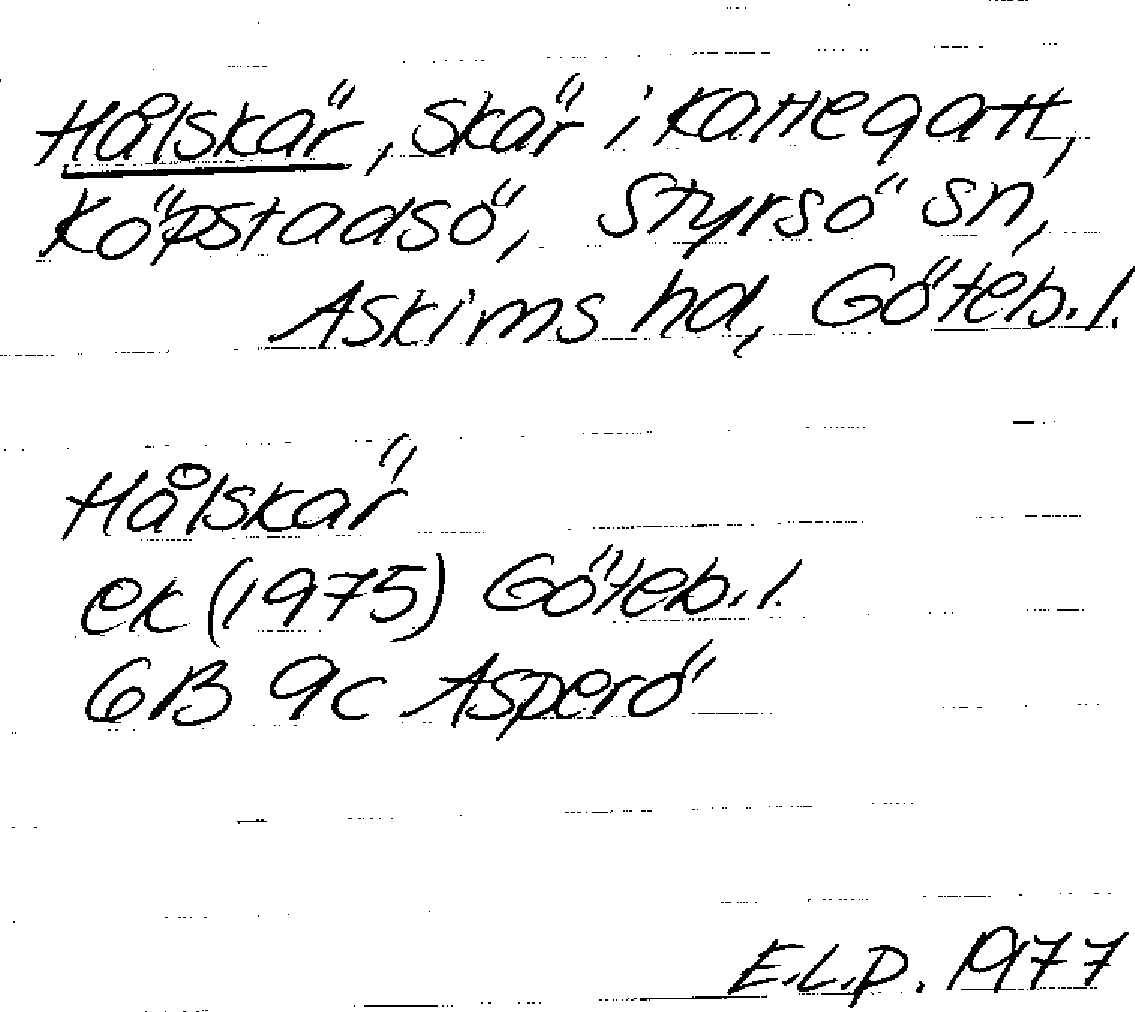 Hålskär, skär i Kattegatt,
Köpstadsö, Styrsö sn,
Askims hd, Göteb. l.
Hålskär
ek (1975) Göteb. l.
6B 9c Asperö
E.L.P. 1977